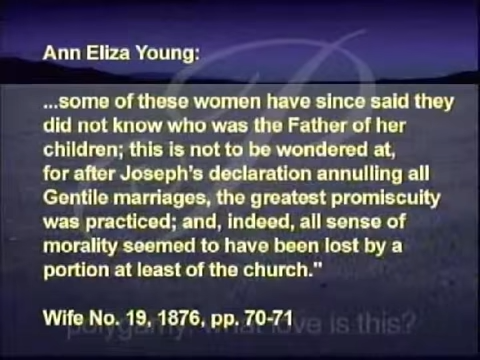 Ann Eliza Young:
...some of these women have since said they
did not know who was the Father of her
children; this is not to be wondered at,
for after Joseph's declaration annulling all
Gentile marriages, the greatest promiscuity
was practiced; and, indeed, all sense of
morality seemed to have been lost by a
portion at least of the church."
Wife No. 19, 1876, pp. 70-71
polygamy: what love is this?